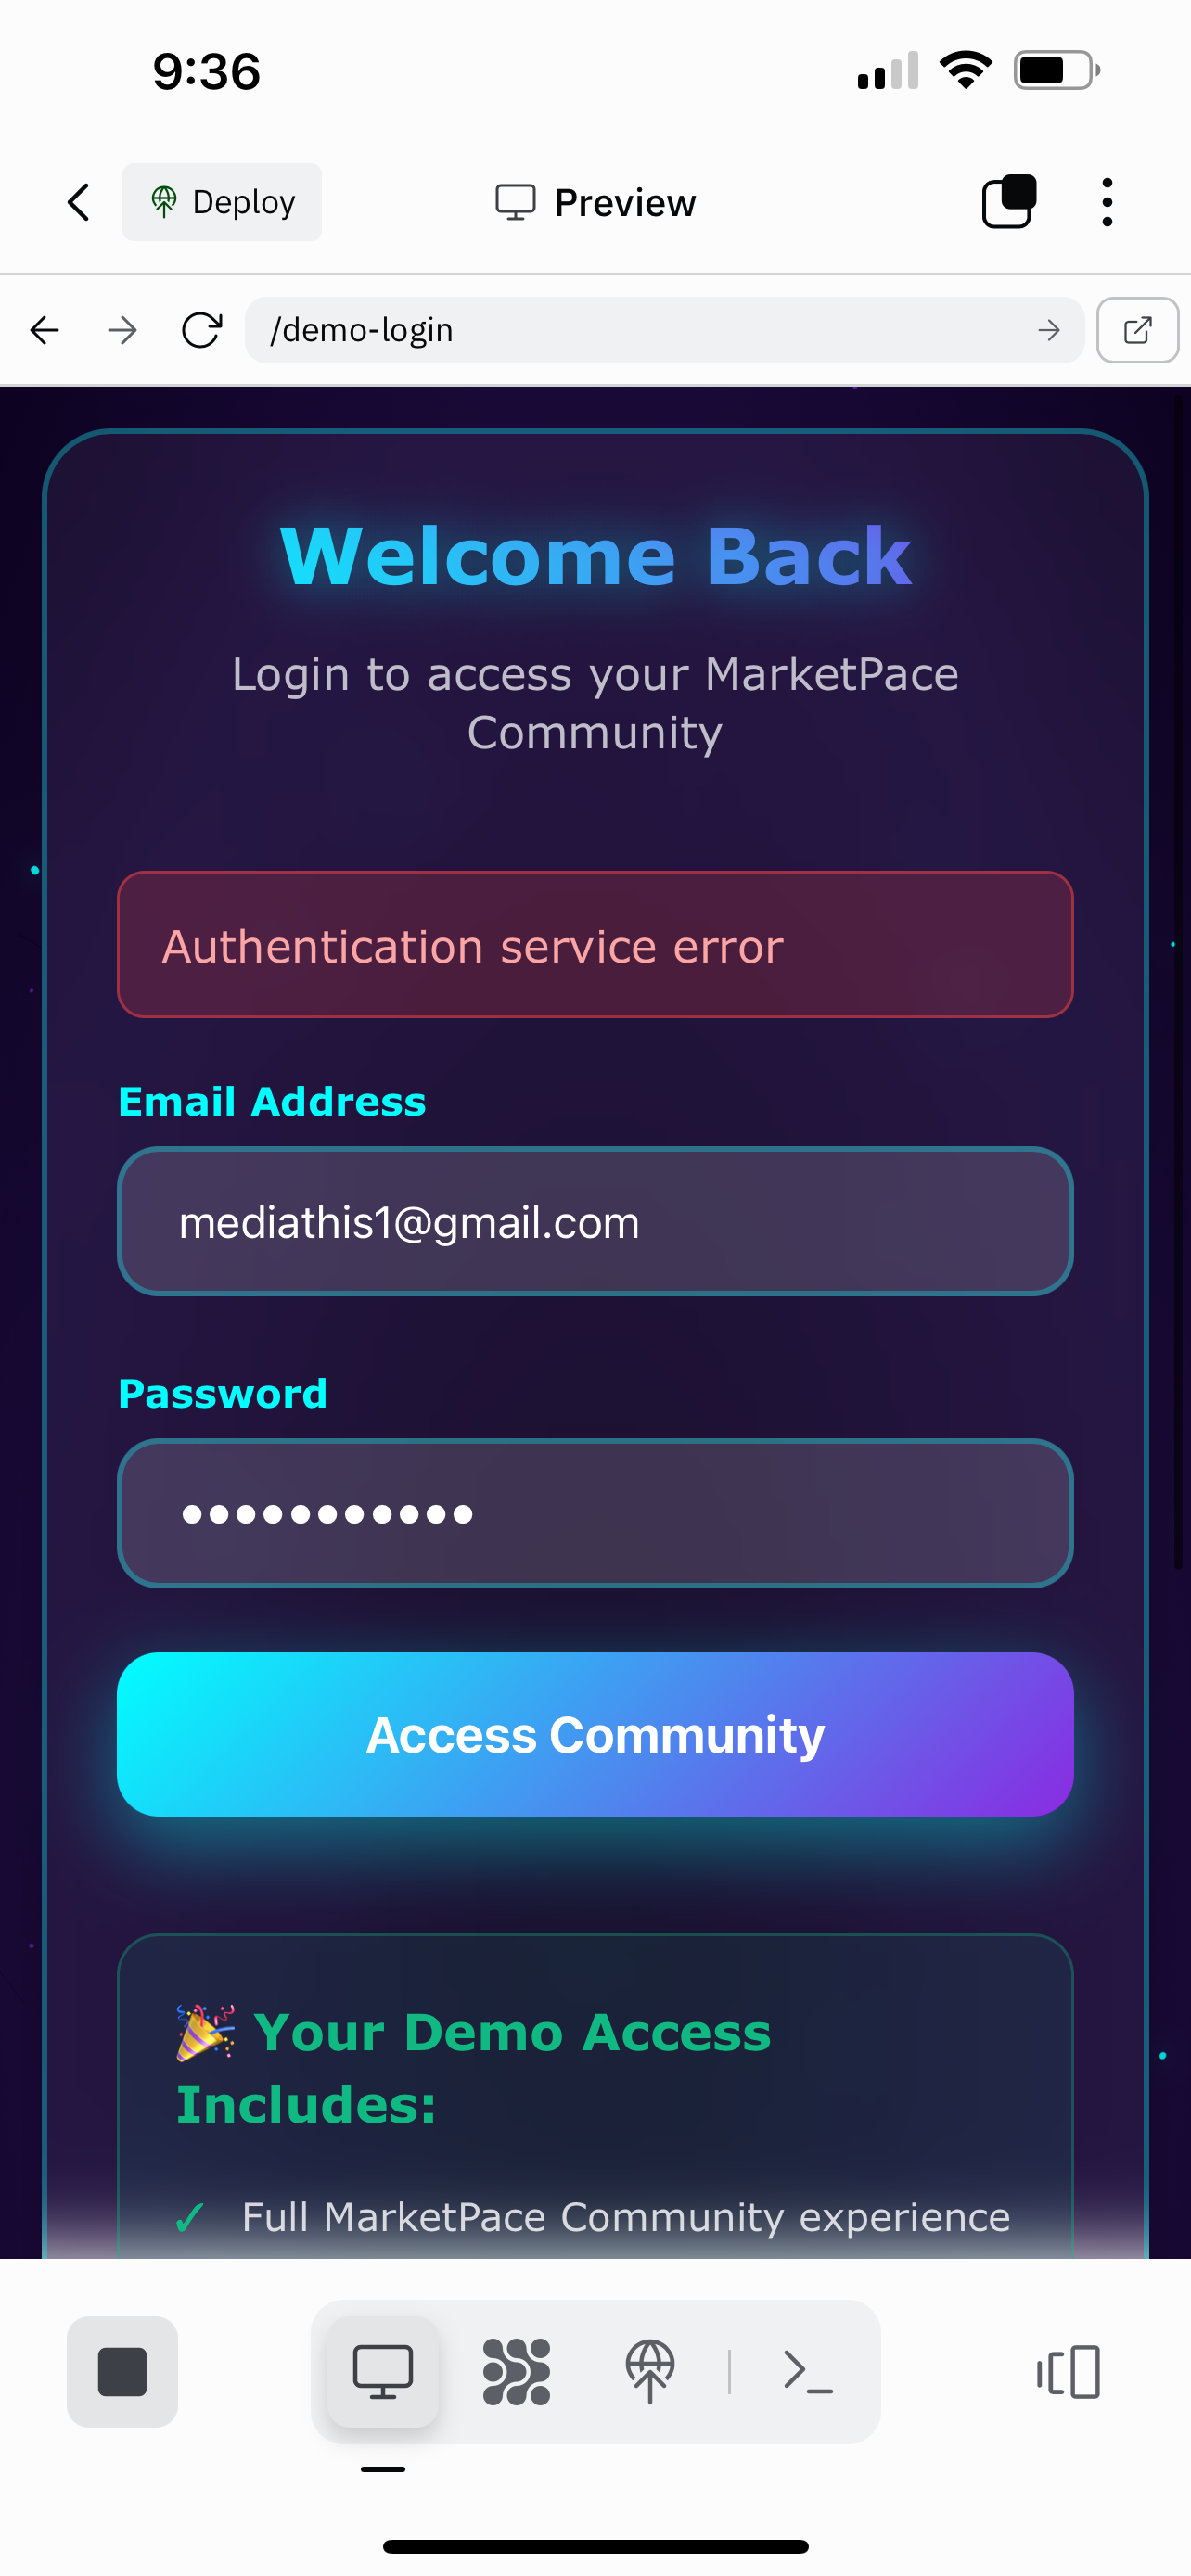 9:36
Deploy
Preview
/demo-login
Welcome Back
Login to access your MarketPace
Community
Authentication service error
Email Address
mediathis1@gmail.com
Password
•••••••••••
Access Community
🎉 Your Demo Access
Includes:
✓ Full MarketPace Community experience